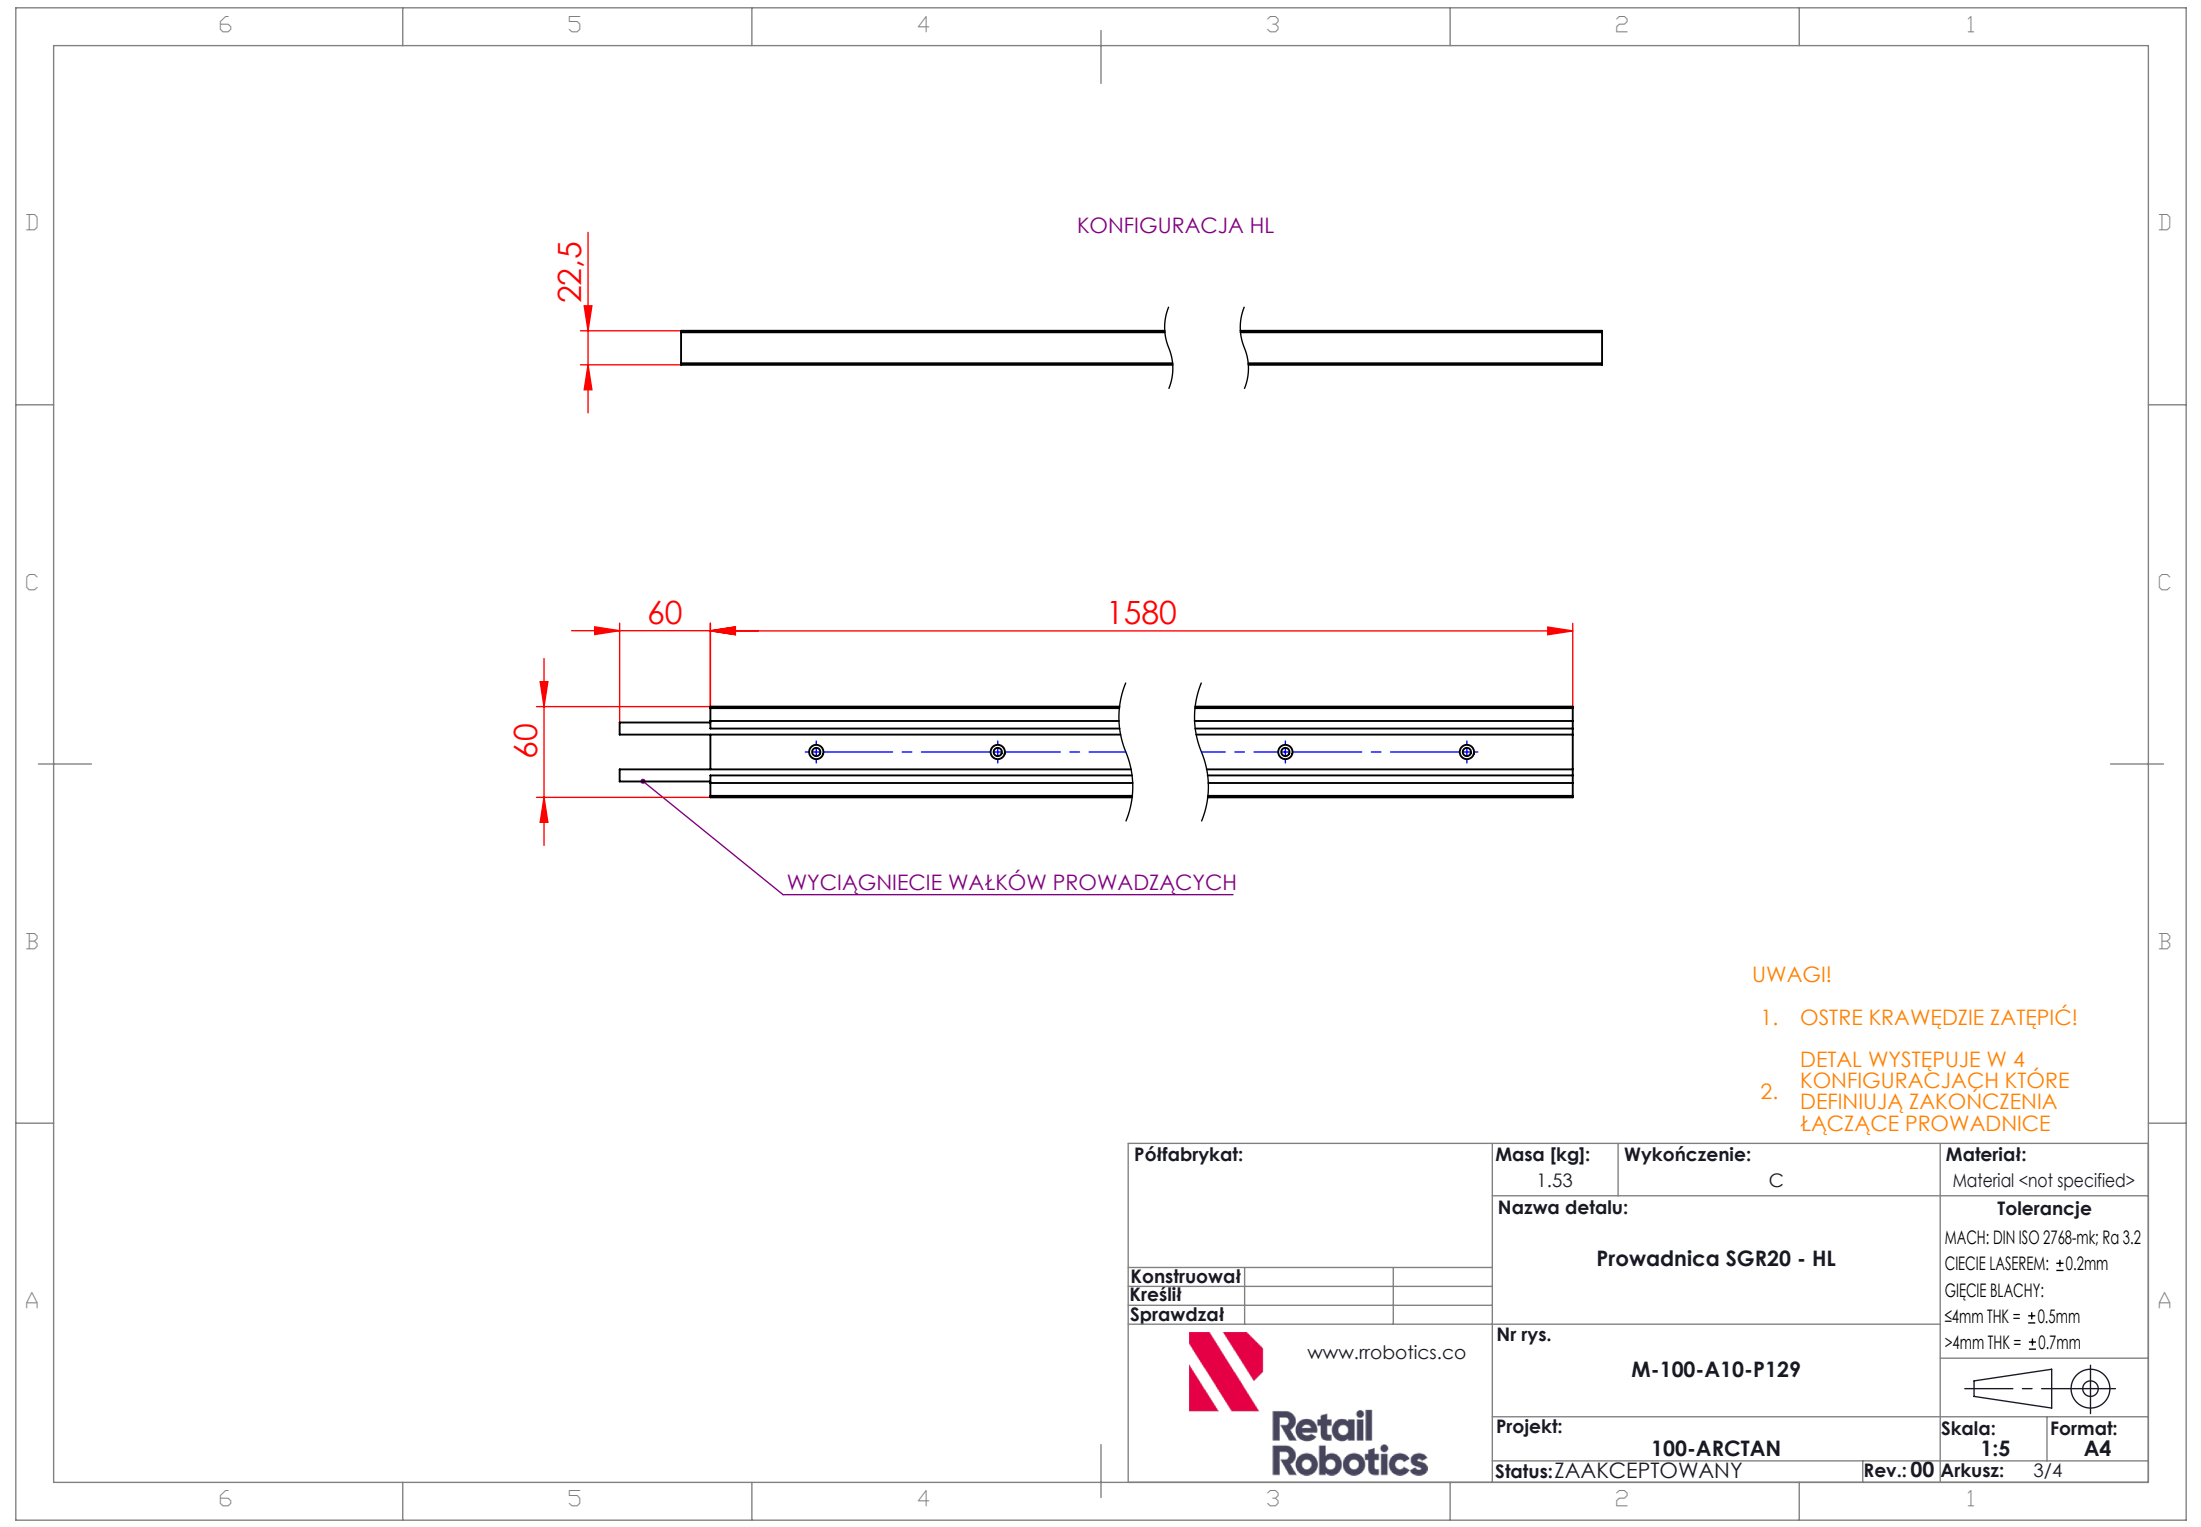 6 5 4 3 2 1
D D
KONFIGURACJA HL
22,5
C C
60 1580
60
WYCIĄGNIECIE WAŁKÓW PROWADZĄCYCH
B B
UWAGI!
1. OSTRE KRAWĘDZIE ZATĘPIĆ!
DETAL WYSTĘPUJE W 4
2. KONFIGURACJACH KTÓRE
DEFINIUJĄ ZAKOŃCZENIA
ŁĄCZĄCE PROWADNICE
Półfabrykat: Masa [kg]: Wykończenie: Materiał:
1.53 C Material <not specified>
Nazwa detalu: Tolerancje
MACH: DIN ISO 2768-mk; Ra 3.2
Prowadnica SGR20 - HL
CIECIE LASEREM: ±0.2mm
Konstruował
GIĘCIE BLACHY:
Kreślił
A A
Sprawdzał
≤4mm THK = ±0.5mm
Nr rys.
>4mm THK = ±0.7mm
www.rrobotics.co
M-100-A10-P129
Retail
Robotics
Projekt: Skala: Format:
100-ARCTAN 1:5 A4
Status: ZAAKCEPTOWANY Rev.: 00 Arkusz: 3/4
6 5 4 3 2 1